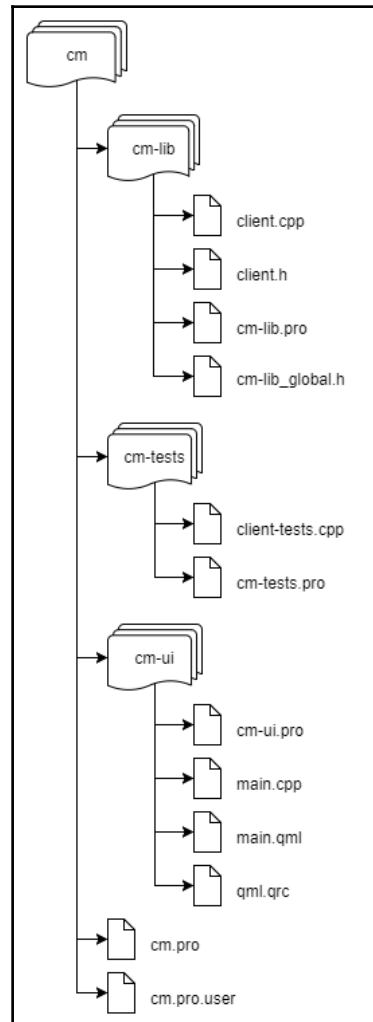 cm
cm-lib
client.cpp
client.h
cm-lib.pro
cm-lib_global.h
cm-tests
client-tests.cpp
cm-tests.pro
cm-ui
cm-ui.pro
main.cpp
main.qml
qml.qrc
cm.pro
cm.pro.user